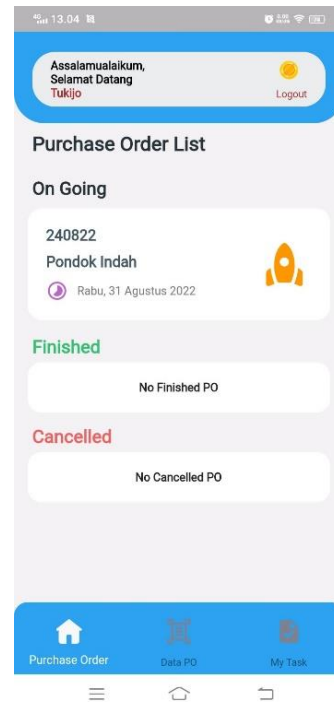 13.04
Assalamualaikum,
Selamat Datang
Tukijo
Logout
Purchase Order List
On Going
240822
Pondok Indah
Rabu, 31 Agustus 2022
Finished
No Finished PO
Cancelled
No Cancelled PO
Purchase Order
Data PO
My Task